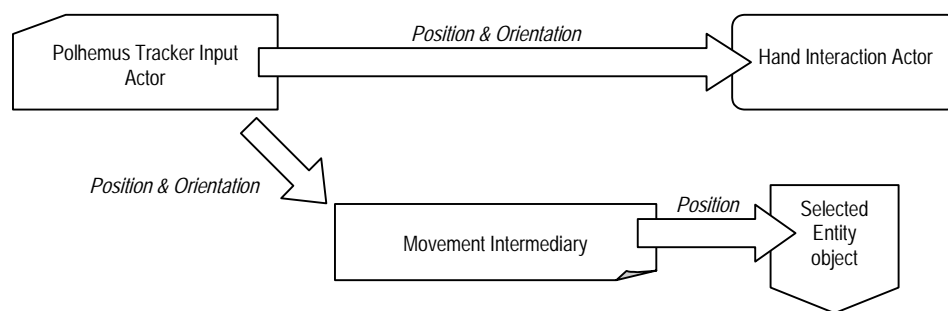 Position & Orientation
Polhemus Tracker Input
Actor
Hand Interaction Actor
Position & Orientation
Position
Selected
Entity
object
Movement Intermediary